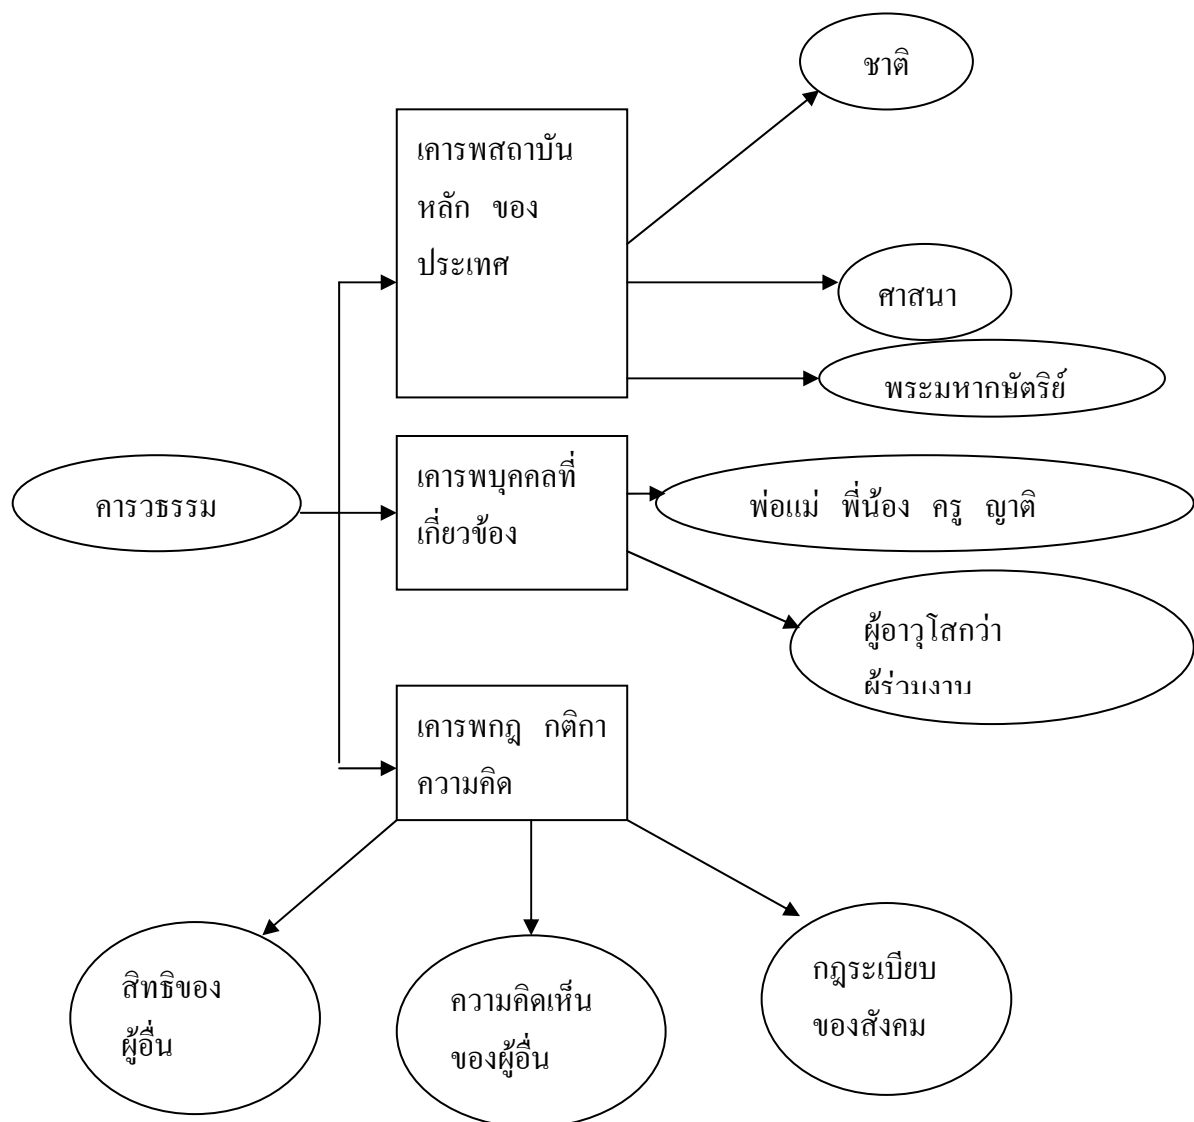 ชาติ
เคารพสถาบัน
หลัก ของ
ประเทศ
ศาสนา
พระมหากษัตริย์
คารวธรรม
เคารพบุคคลที่
เกี่ยวข้อง
พ่อแม่ พี่น้อง ครู ญาติ
ผู้อาวุโสกว่า
ผู้ร่วมงาน
เคารพกฎ กติกา
ความคิด
สิทธิของ
ผู้อื่น
ความคิดเห็น
ของผู้อื่น
กฎระเบียบ
ของสังคม